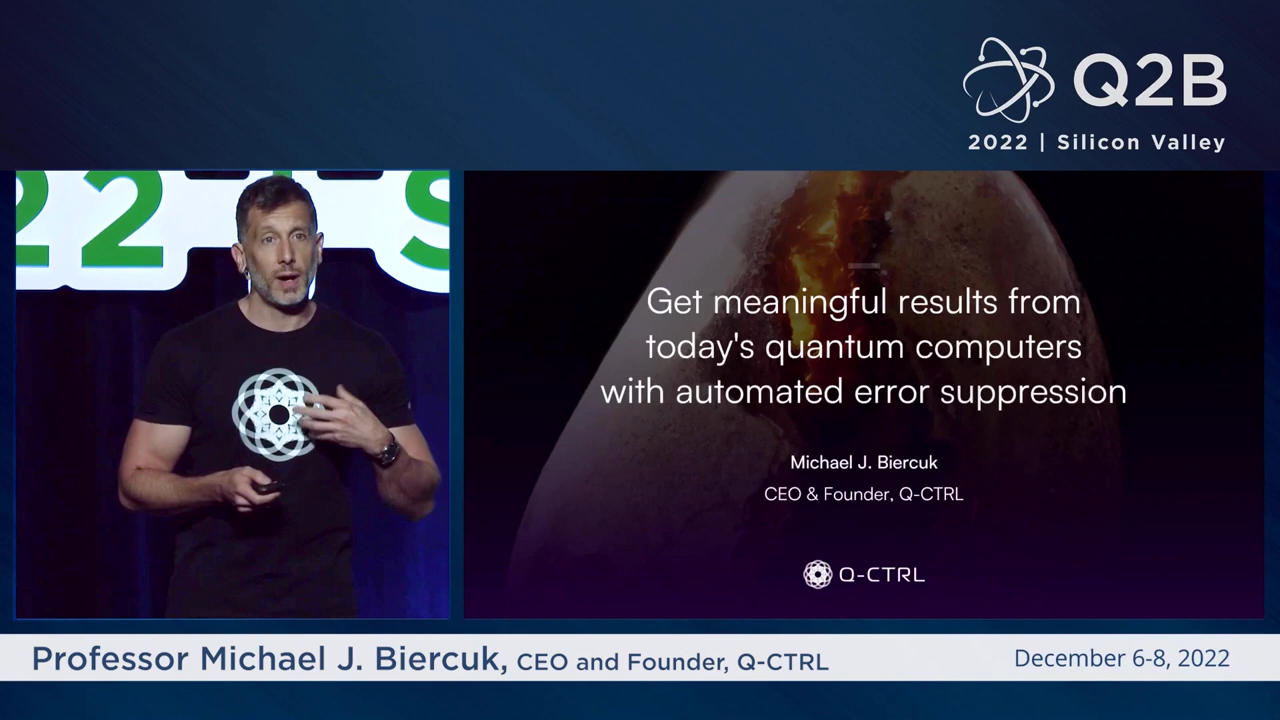 Q2B
2022 | Silicon Valley
22
S
Get meaningful results from
today's quantum computers
with automated error suppression
Michael J. Biercuk
CEO & Founder, Q-CTRL
Q-CTRL
Professor Michael J. Biercuk, CEO and Founder, Q-CTRL
December 6-8, 2022